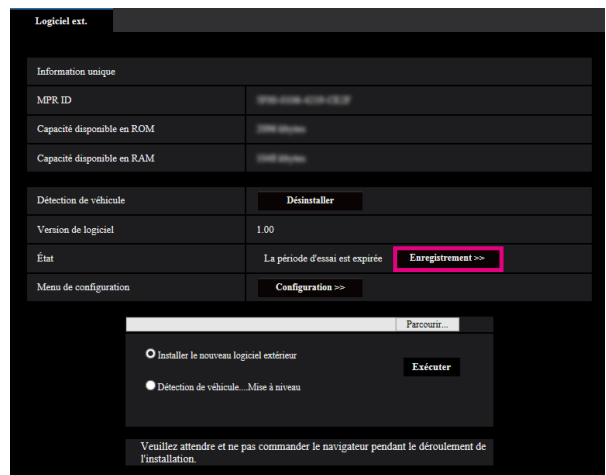 Logiciel ext.
Information unique
MPR ID
Capacité disponible en ROM
Capacité disponible en RAM
Détection de véhicule Désinstaller
Version de logiciel 1.00
État La période d'essai est expirée Enregistrement >>
Menu de configuration Configuration >>
Parcourir...
Installer le nouveau logiciel extérieur
Exécuter
Détection de véhicule....Mise à niveau
Veuillez attendre et ne pas commander le navigateur pendant le déroulement de
l'installation.